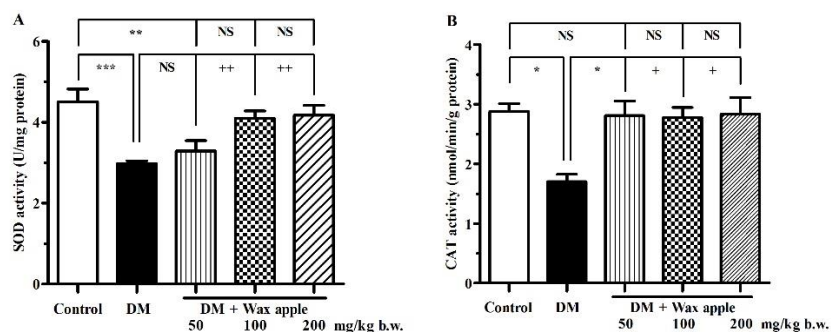 A
** NS NS
*** NS ++ ++
SOD activity (U/mg protein)
6
4
2
0
Control DM DM + Wax apple
50 100 200 mg/kg b.w.
B
NS NS NS
* * + +
CAT activity (nmol/min/g protein)
4
3
2
1
0
Control DM DM + Wax apple
50 100 200 mg/kg b.w.